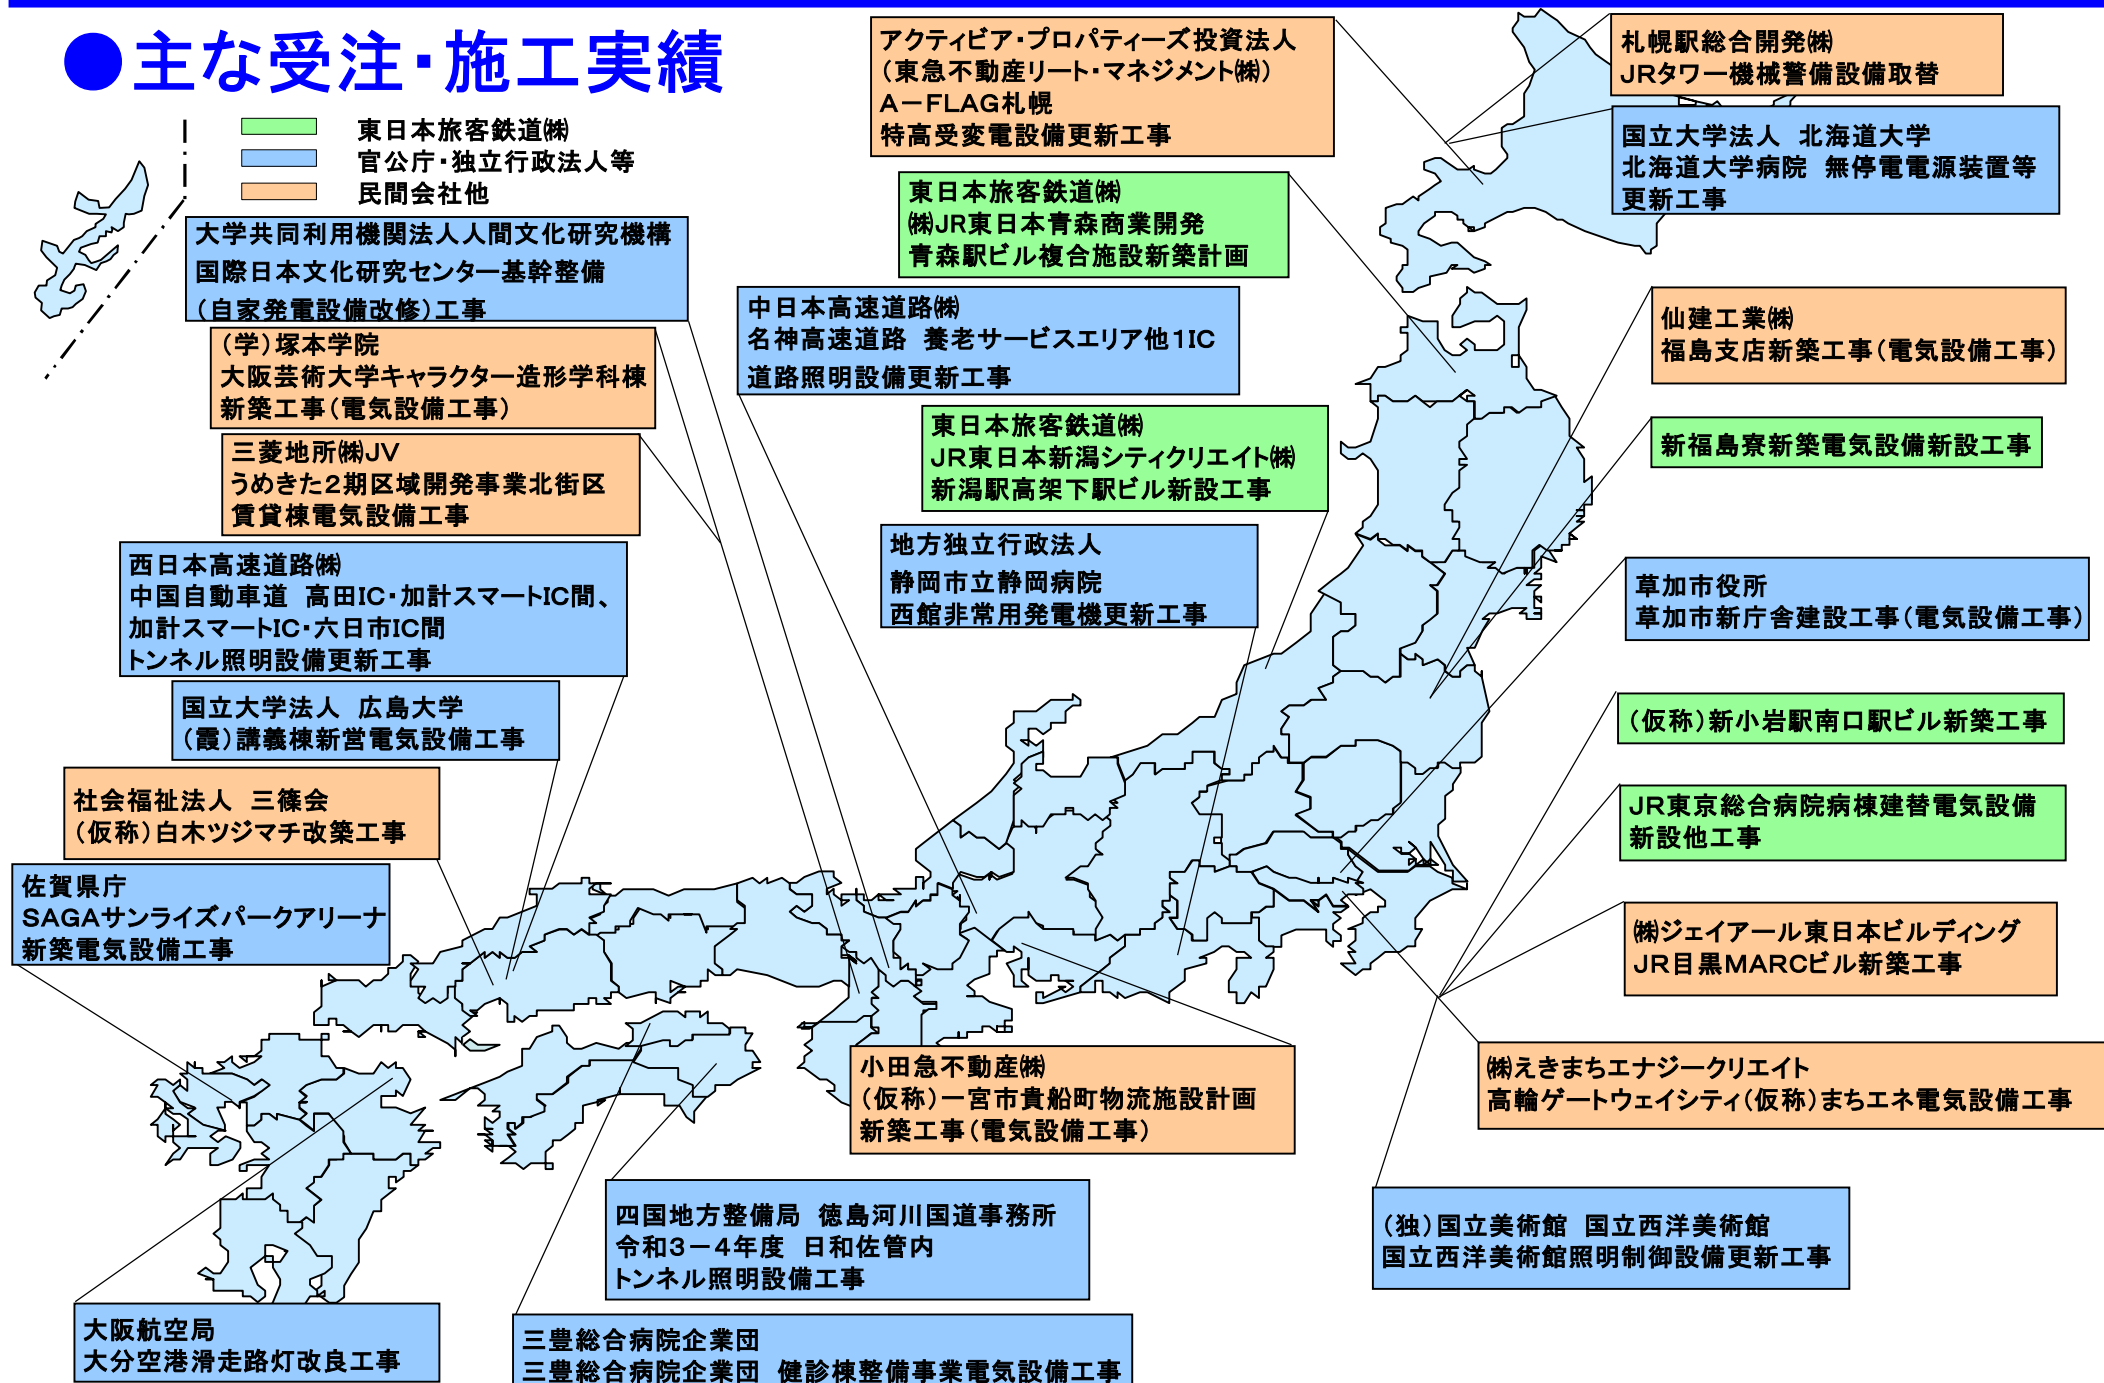 ●主な受注・施工実績
東日本旅客鉄道㈱
官公庁・独立行政法人等
民間会社他
アクティビア・プロパティーズ投資法人
（東急不動産リート・マネジメント㈱）
A－FLAG札幌
特高受変電設備更新工事
札幌駅総合開発㈱
JRタワー機械警備設備取替
国立大学法人 北海道大学
北海道大学病院 無停電電源装置等
更新工事
東日本旅客鉄道㈱
㈱JR東日本青森商業開発
青森駅ビル複合施設新築計画
大学共同利用機関法人人間文化研究機構
国際日本文化研究センター基幹整備
（自家発電設備改修）工事
中日本高速道路㈱
名神高速道路 養老サービスエリア他1IC
道路照明設備更新工事
仙建工業㈱
福島支店新築工事（電気設備工事）
（学）塚本学院
大阪芸術大学キャラクター造形学科棟
新築工事（電気設備工事）
東日本旅客鉄道㈱
JR東日本新潟シティクリエイト㈱
新潟駅高架下駅ビル新設工事
新福島寮新築電気設備新設工事
三菱地所㈱JV
うめきた2期区域開発事業北街区
賃貸棟電気設備工事
地方独立行政法人
静岡市立静岡病院
西館非常用発電機更新工事
西日本高速道路㈱
中国自動車道 高田IC・加計スマートIC間、
加計スマートIC・六日市IC間
トンネル照明設備更新工事
草加市役所
草加市新庁舎建設工事（電気設備工事）
国立大学法人 広島大学
（霞）講義棟新営電気設備工事
（仮称）新小岩駅南口駅ビル新築工事
社会福祉法人 三篠会
（仮称）白木ツジマチ改築工事
JR東京総合病院病棟建替電気設備
新設他工事
佐賀県庁
SAGAサンライズパークアリーナ
新築電気設備工事
㈱ジェイアール東日本ビルディング
JR目黒MARCビル新築工事
小田急不動産㈱
（仮称）一宮市貴船町物流施設計画
新築工事（電気設備工事）
㈱えきまちエナジークリエイト
高輪ゲートウェイシティ（仮称）まちエネ電気設備工事
四国地方整備局 徳島河川国道事務所
令和3－4年度 日和佐管内
トンネル照明設備工事
（独）国立美術館 国立西洋美術館
国立西洋美術館照明制御設備更新工事
大阪航空局
大分空港滑走路灯改良工事
三豊総合病院企業団
三豊総合病院企業団 健診棟整備事業電気設備工事